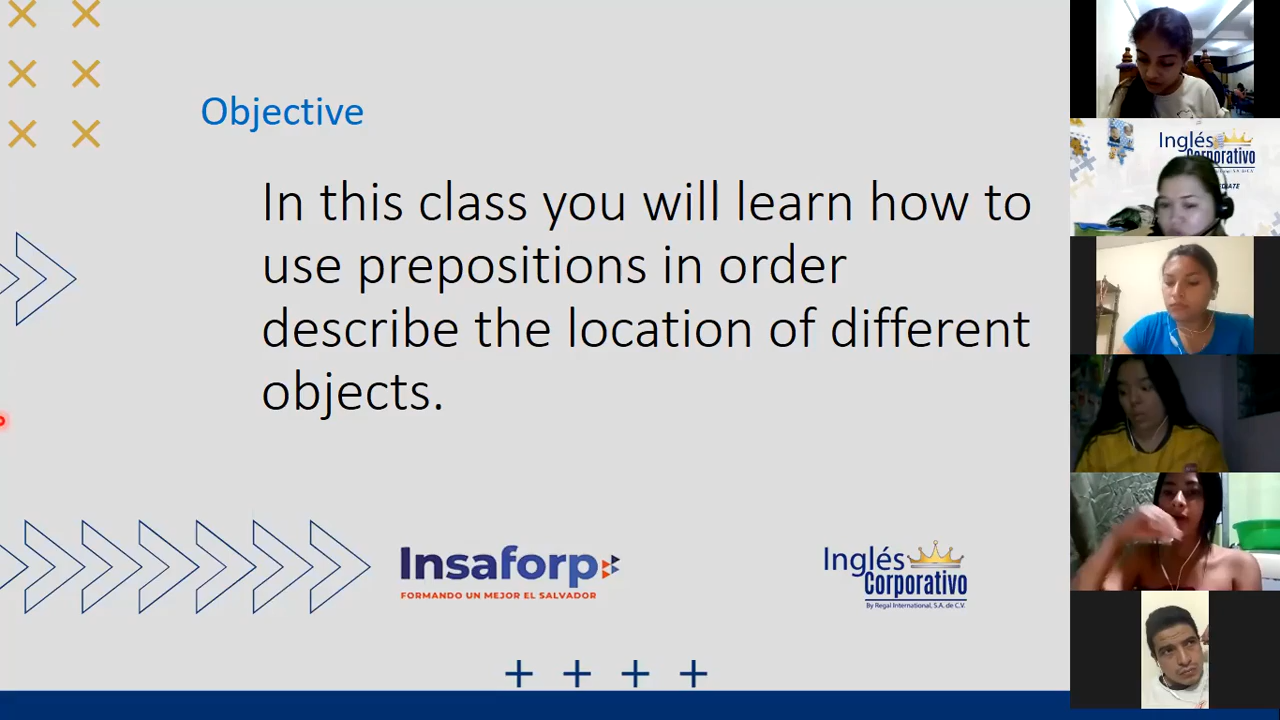 Objective
In this class you will learn how to
use prepositions in order
describe the location of different
objects.
Insaforp
FORMANDO UN MEJOR EL SALVADOR
Inglés
Corporativo
By Regal International, S.A. de C.V.
Inglés
Corporativo